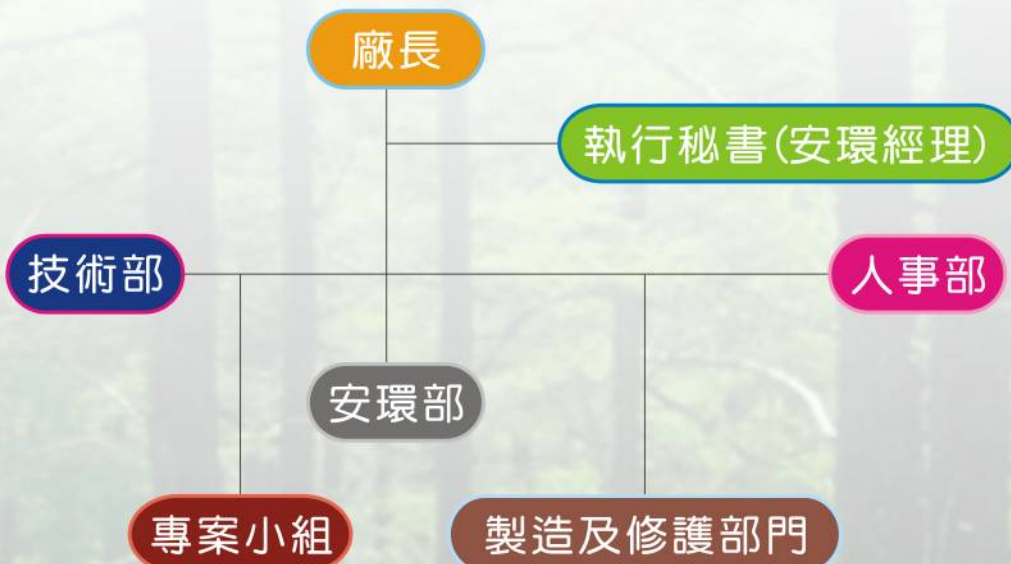 廠長
執行秘書(安環經理)
技術部
人事部
安環部
專案小組
製造及修護部門